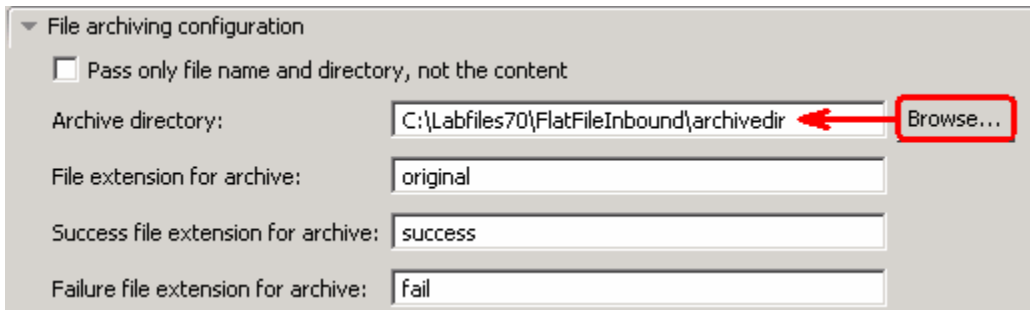 File archiving configuration
Pass only file name and directory, not the content
Archive directory: C:\Labfiles70\FlatFileInbound\archivedir Browse...
File extension for archive: original
Success file extension for archive: success
Failure file extension for archive: fail